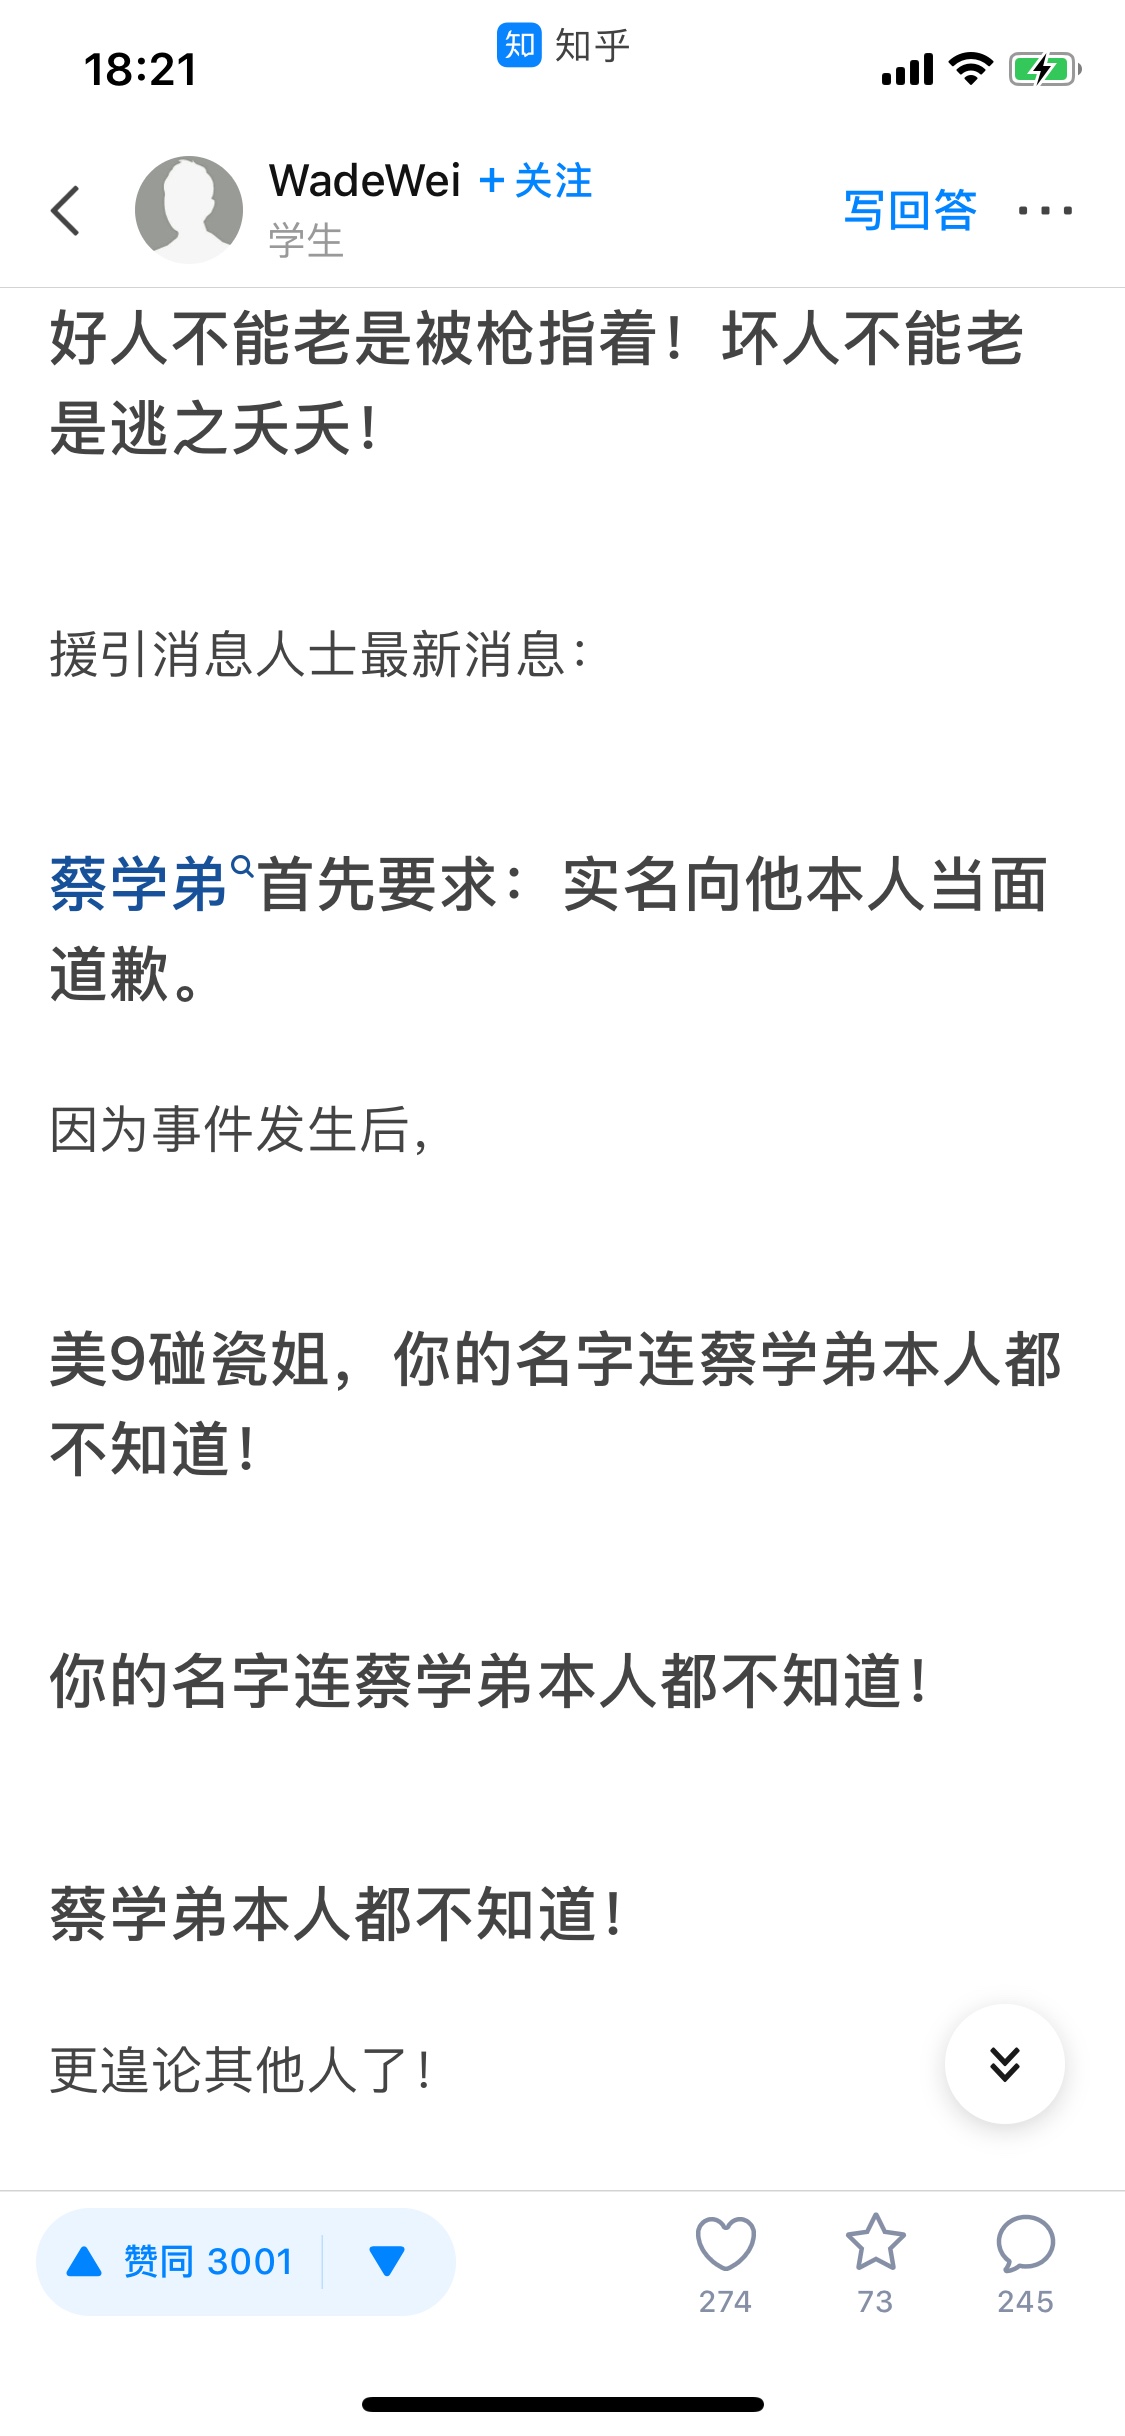 18:21
知 知乎
WadeWei +关注
学生
写回答 ···
好人不能老是被枪指着！坏人不能老
是逃之夭夭！
援引消息人士最新消息：
蔡学弟首先要求：实名向他本人当面
道歉。
因为事件发生后，
美9碰瓷姐，你的名字连蔡学弟本人都
不知道！
你的名字连蔡学弟本人都不知道！
蔡学弟本人都不知道！
更遑论其他人了！
赞同 3001
274
73
245